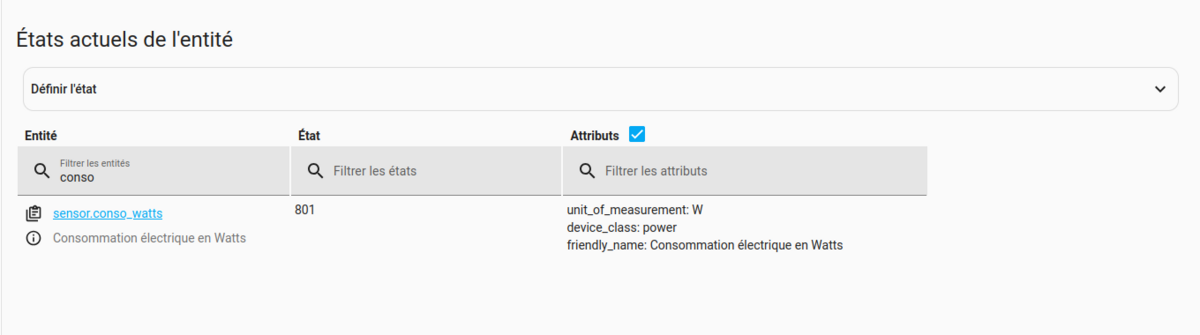 États actuels de l'entité
Définir l'état
Entité
État
Attributs
Filtrer les entités
conso
Filtrer les états
Filtrer les attributs
sensor.conso_watts
801
unit_of_measurement: W
device_class: power
friendly_name: Consommation électrique en Watts
Consommation électrique en Watts